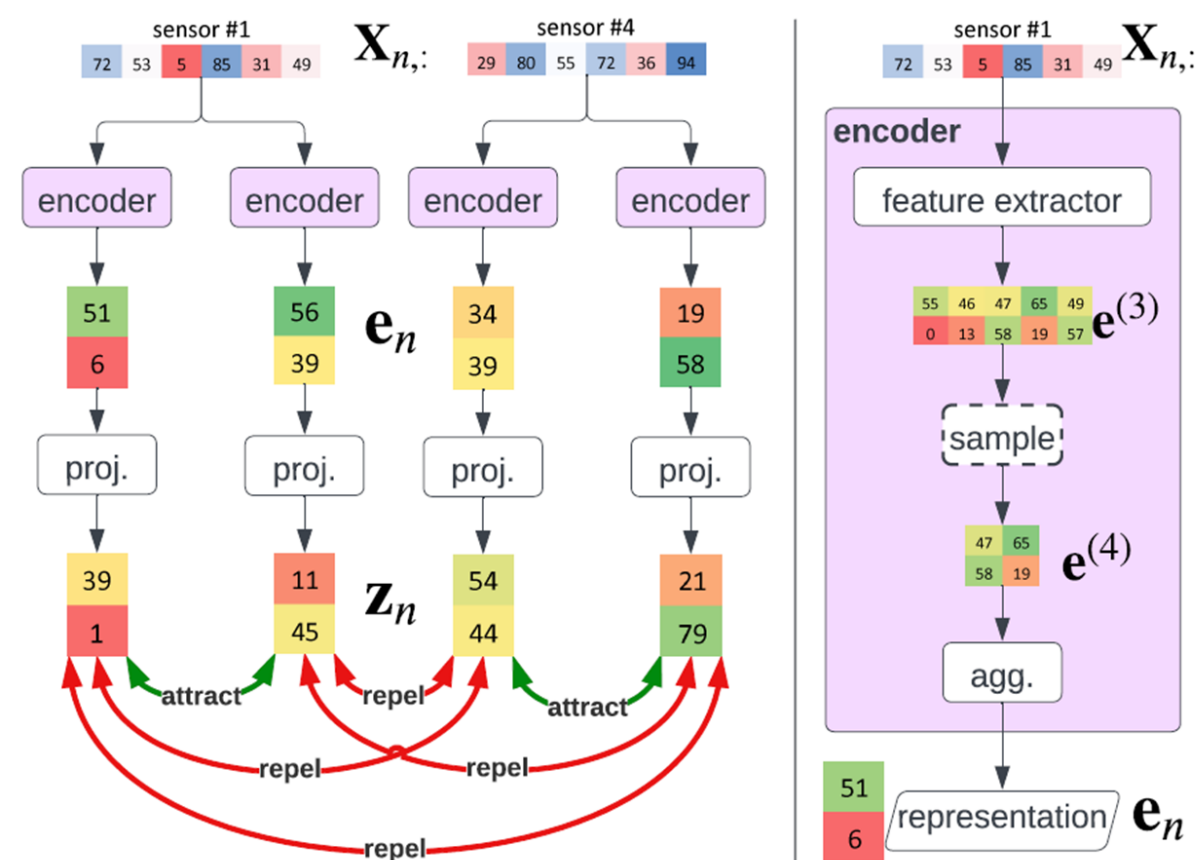 sensor #1
72 53 5 85 31 49
X_{n,:}
sensor #4
29 80 55 72 36 94
encoder encoder encoder encoder
51 56 34 19
6 39 39 58
e_n
proj. proj. proj. proj.
39 11 54 21
1 45 44 79
z_n
attract repel attract
repel repel
repel
sensor #1
72 53 5 85 31 49
X_{n,:}
encoder
feature extractor
55 46 47 65 49
0 13 58 19 57
e^{(3)}
sample
47 65
58 19
e^{(4)}
agg.
51
6
representation
e_n